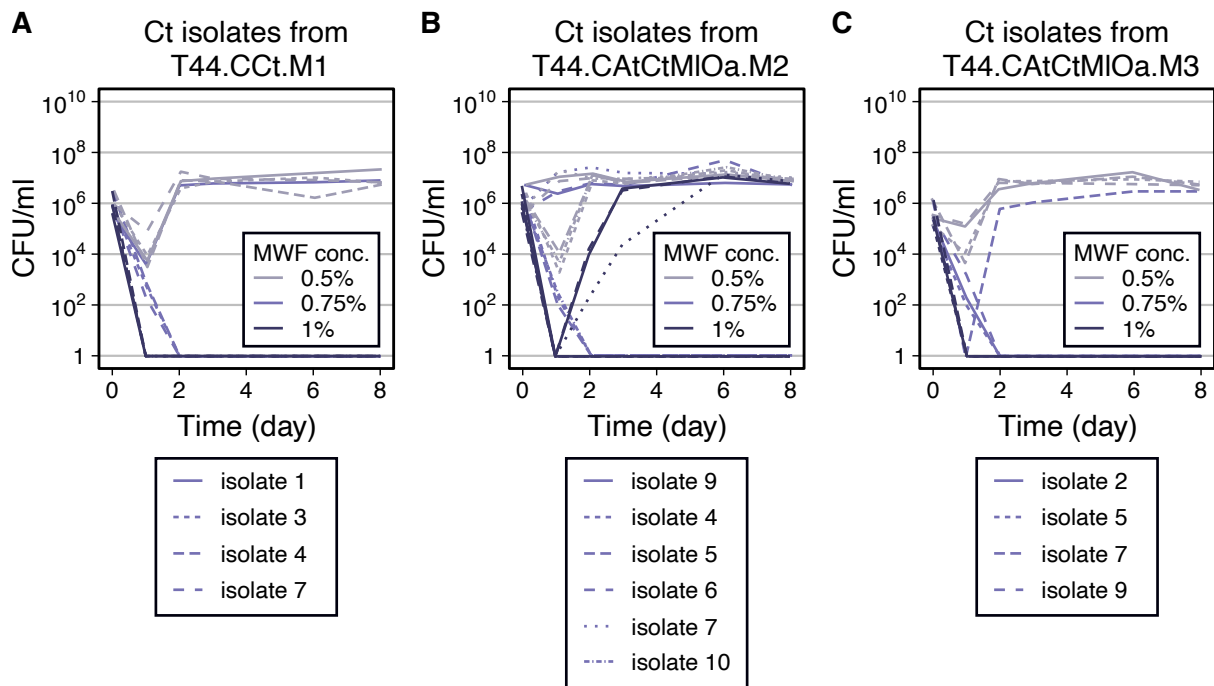 A
Ct isolates from
T44.CCt.M1
CFU/ml
10^10
10^8
10^6
10^4
10^2
1
MWF conc.
0.5%
0.75%
1%
0 2 4 6 8
Time (day)
isolate 1
isolate 3
isolate 4
isolate 7
B
Ct isolates from
T44.CAtCtMlOa.M2
CFU/ml
10^10
10^8
10^6
10^4
10^2
1
MWF conc.
0.5%
0.75%
1%
0 2 4 6 8
Time (day)
isolate 9
isolate 4
isolate 5
isolate 6
isolate 7
isolate 10
C
Ct isolates from
T44.CAtCtMlOa.M3
CFU/ml
10^10
10^8
10^6
10^4
10^2
1
MWF conc.
0.5%
0.75%
1%
0 2 4 6 8
Time (day)
isolate 2
isolate 5
isolate 7
isolate 9